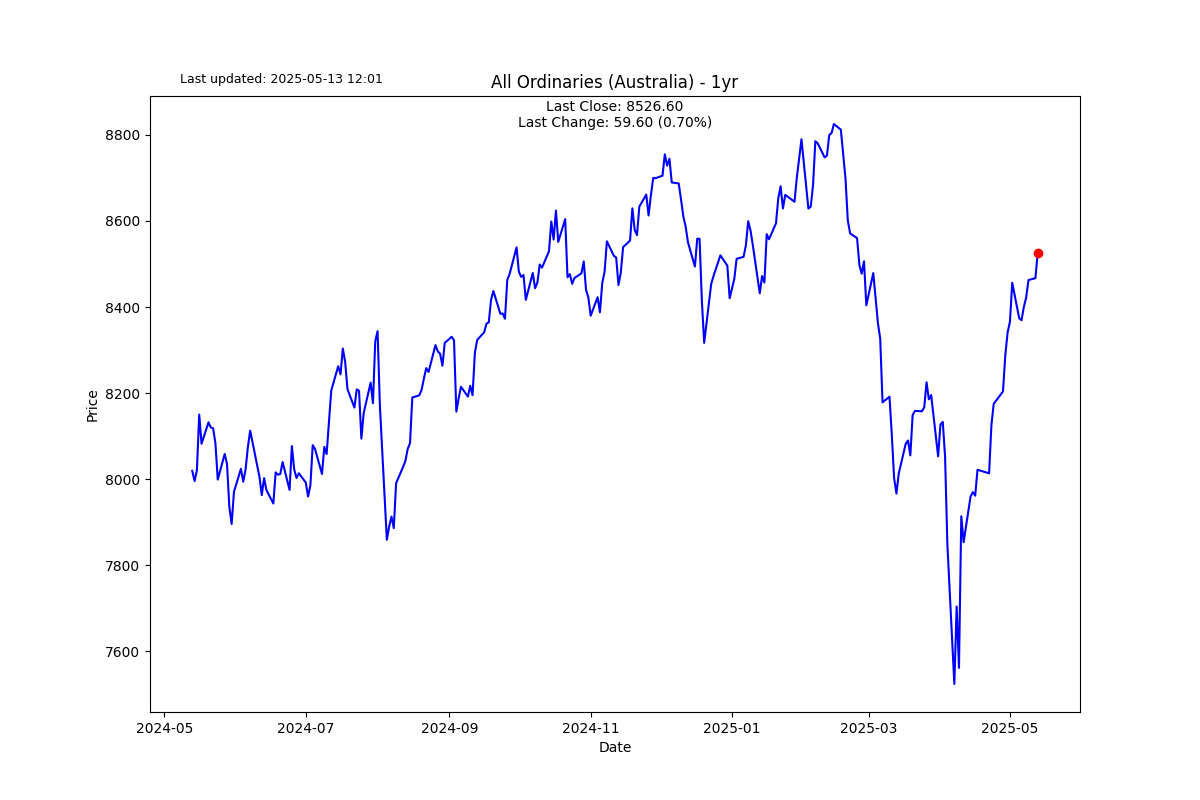 Last updated: 2025-05-13 12:01
All Ordinaries (Australia) - 1yr
Last Close: 8526.60
Last Change: 59.60 (0.70%)
8800
8600
8400
8200
8000
7800
7600
Price
2024-05
2024-07
2024-09
2024-11
2025-01
2025-03
2025-05
Date